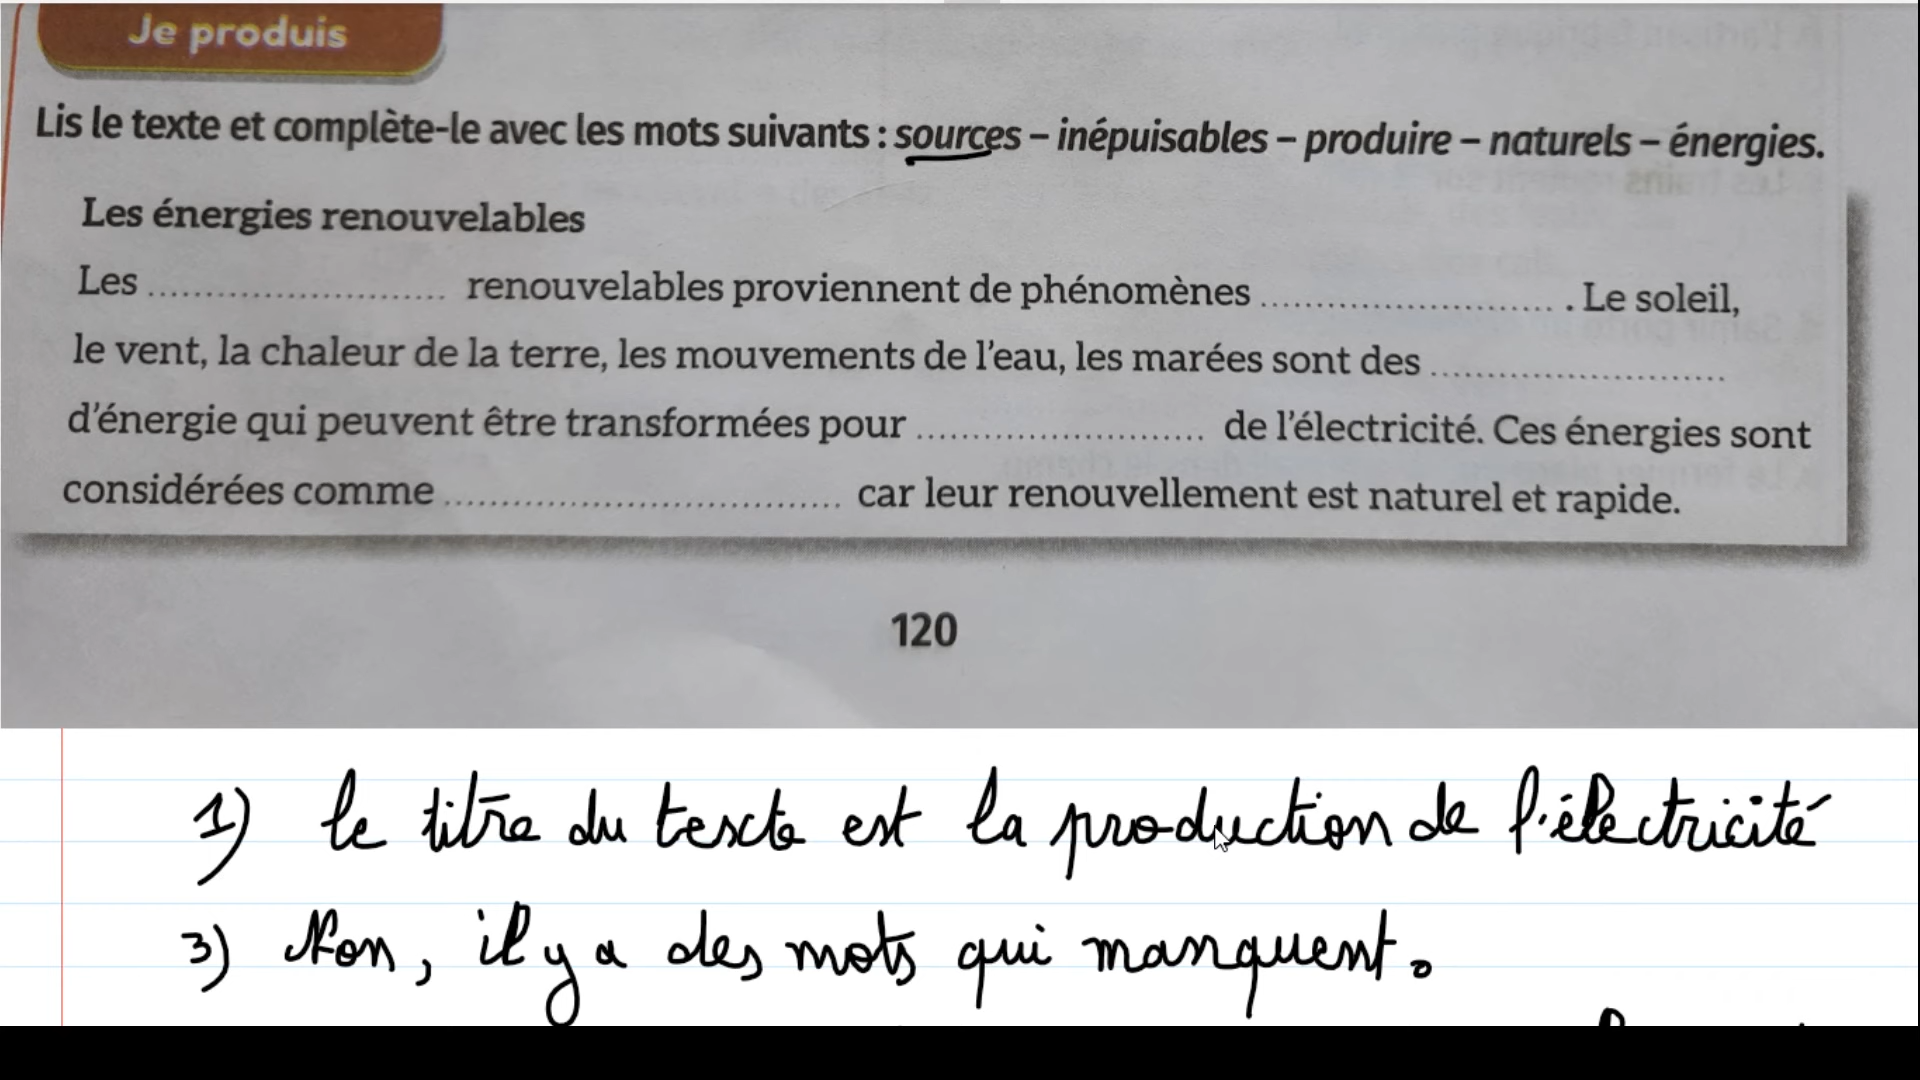 Je produis
Lis le texte et complète-le avec les mots suivants : sources – inépuisables – produire – naturels – énergies.
Les énergies renouvelables
Les ........................ renouvelables proviennent de phénomènes ........................ . Le soleil,
le vent, la chaleur de la terre, les mouvements de l'eau, les marées sont des ........................
d'énergie qui peuvent être transformées pour ........................ de l'électricité. Ces énergies sont
considérées comme ................................ car leur renouvellement est naturel et rapide.
120
1) le titre du texte est la production de l'électricité
3) Non, il y a des mots qui manquent.